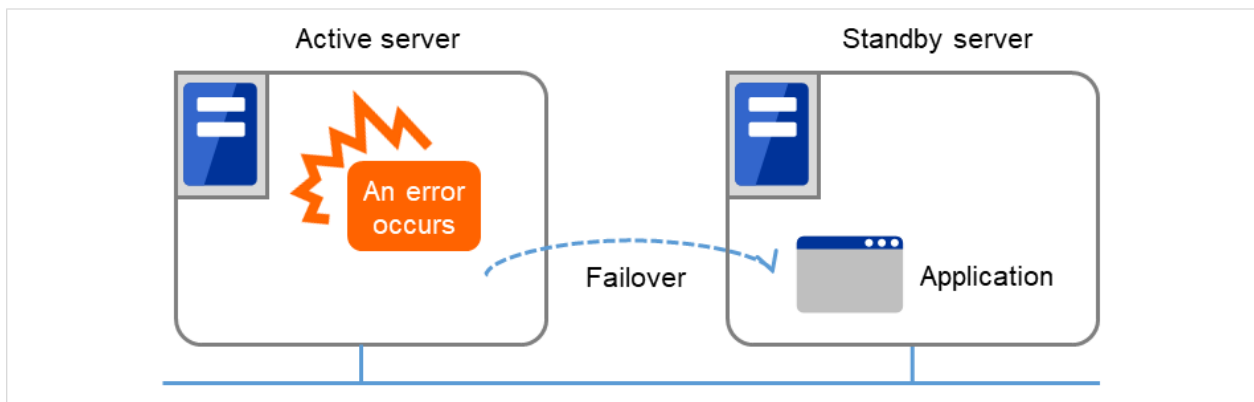 Active server
Standby server
An error
occurs
Failover
Application